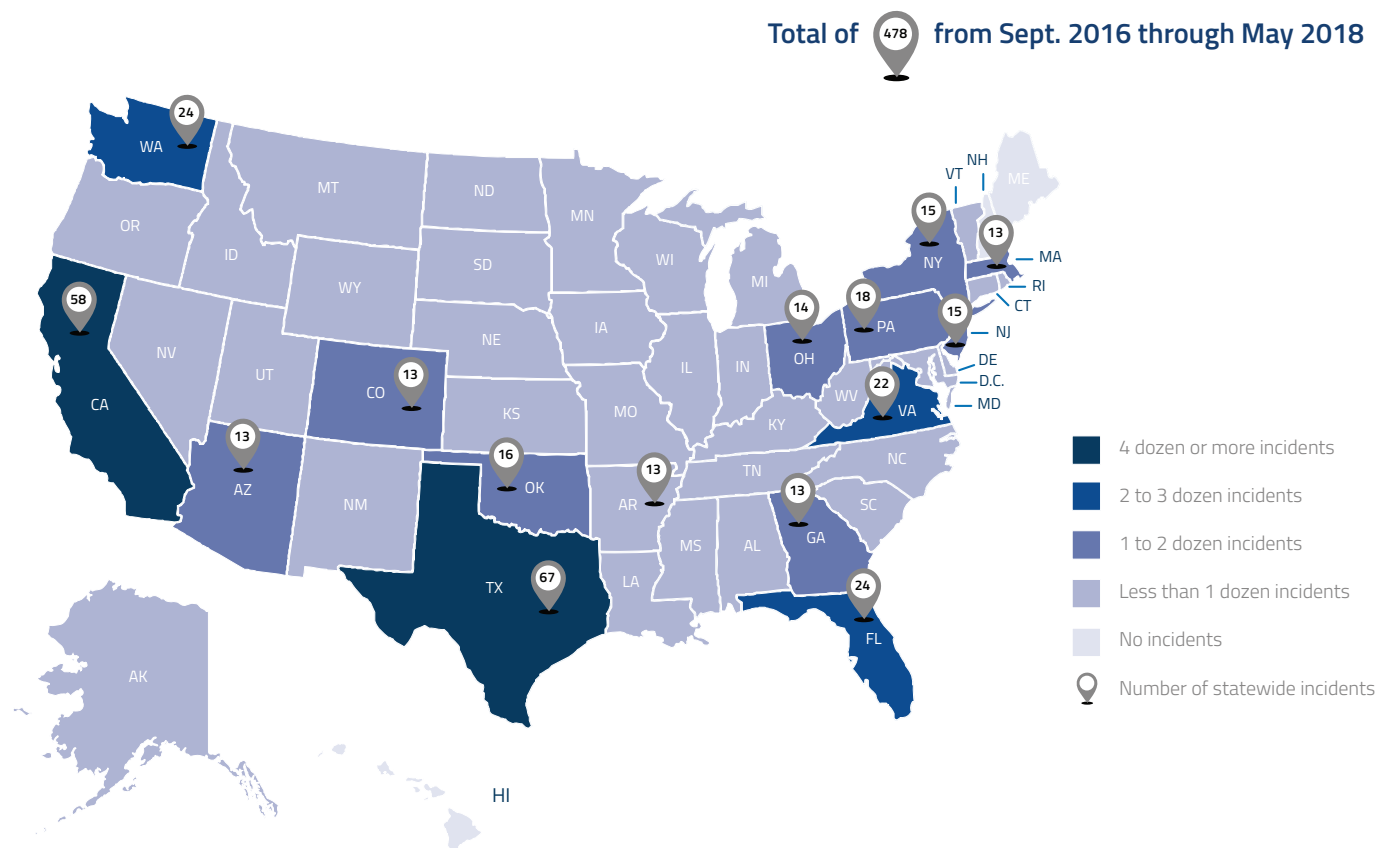 Total of 478 from Sept. 2016 through May 2018
24
WA
MT
ND
MN
VT
NH
ME
OR
ID
SD
WI
MI
15
NY
13
MA
WY
RI
CT
58
NV
UT
NE
IA
IL
IN
14
OH
18
PA
15
NJ
DE
D.C.
MD
CA
CO
13
KS
MO
KY
WV
22
VA
13
AZ
NM
16
OK
13
AR
TN
NC
SC
13
GA
MS
AL
TX
67
LA
24
FL
AK
HI
4 dozen or more incidents
2 to 3 dozen incidents
1 to 2 dozen incidents
Less than 1 dozen incidents
No incidents
Number of statewide incidents